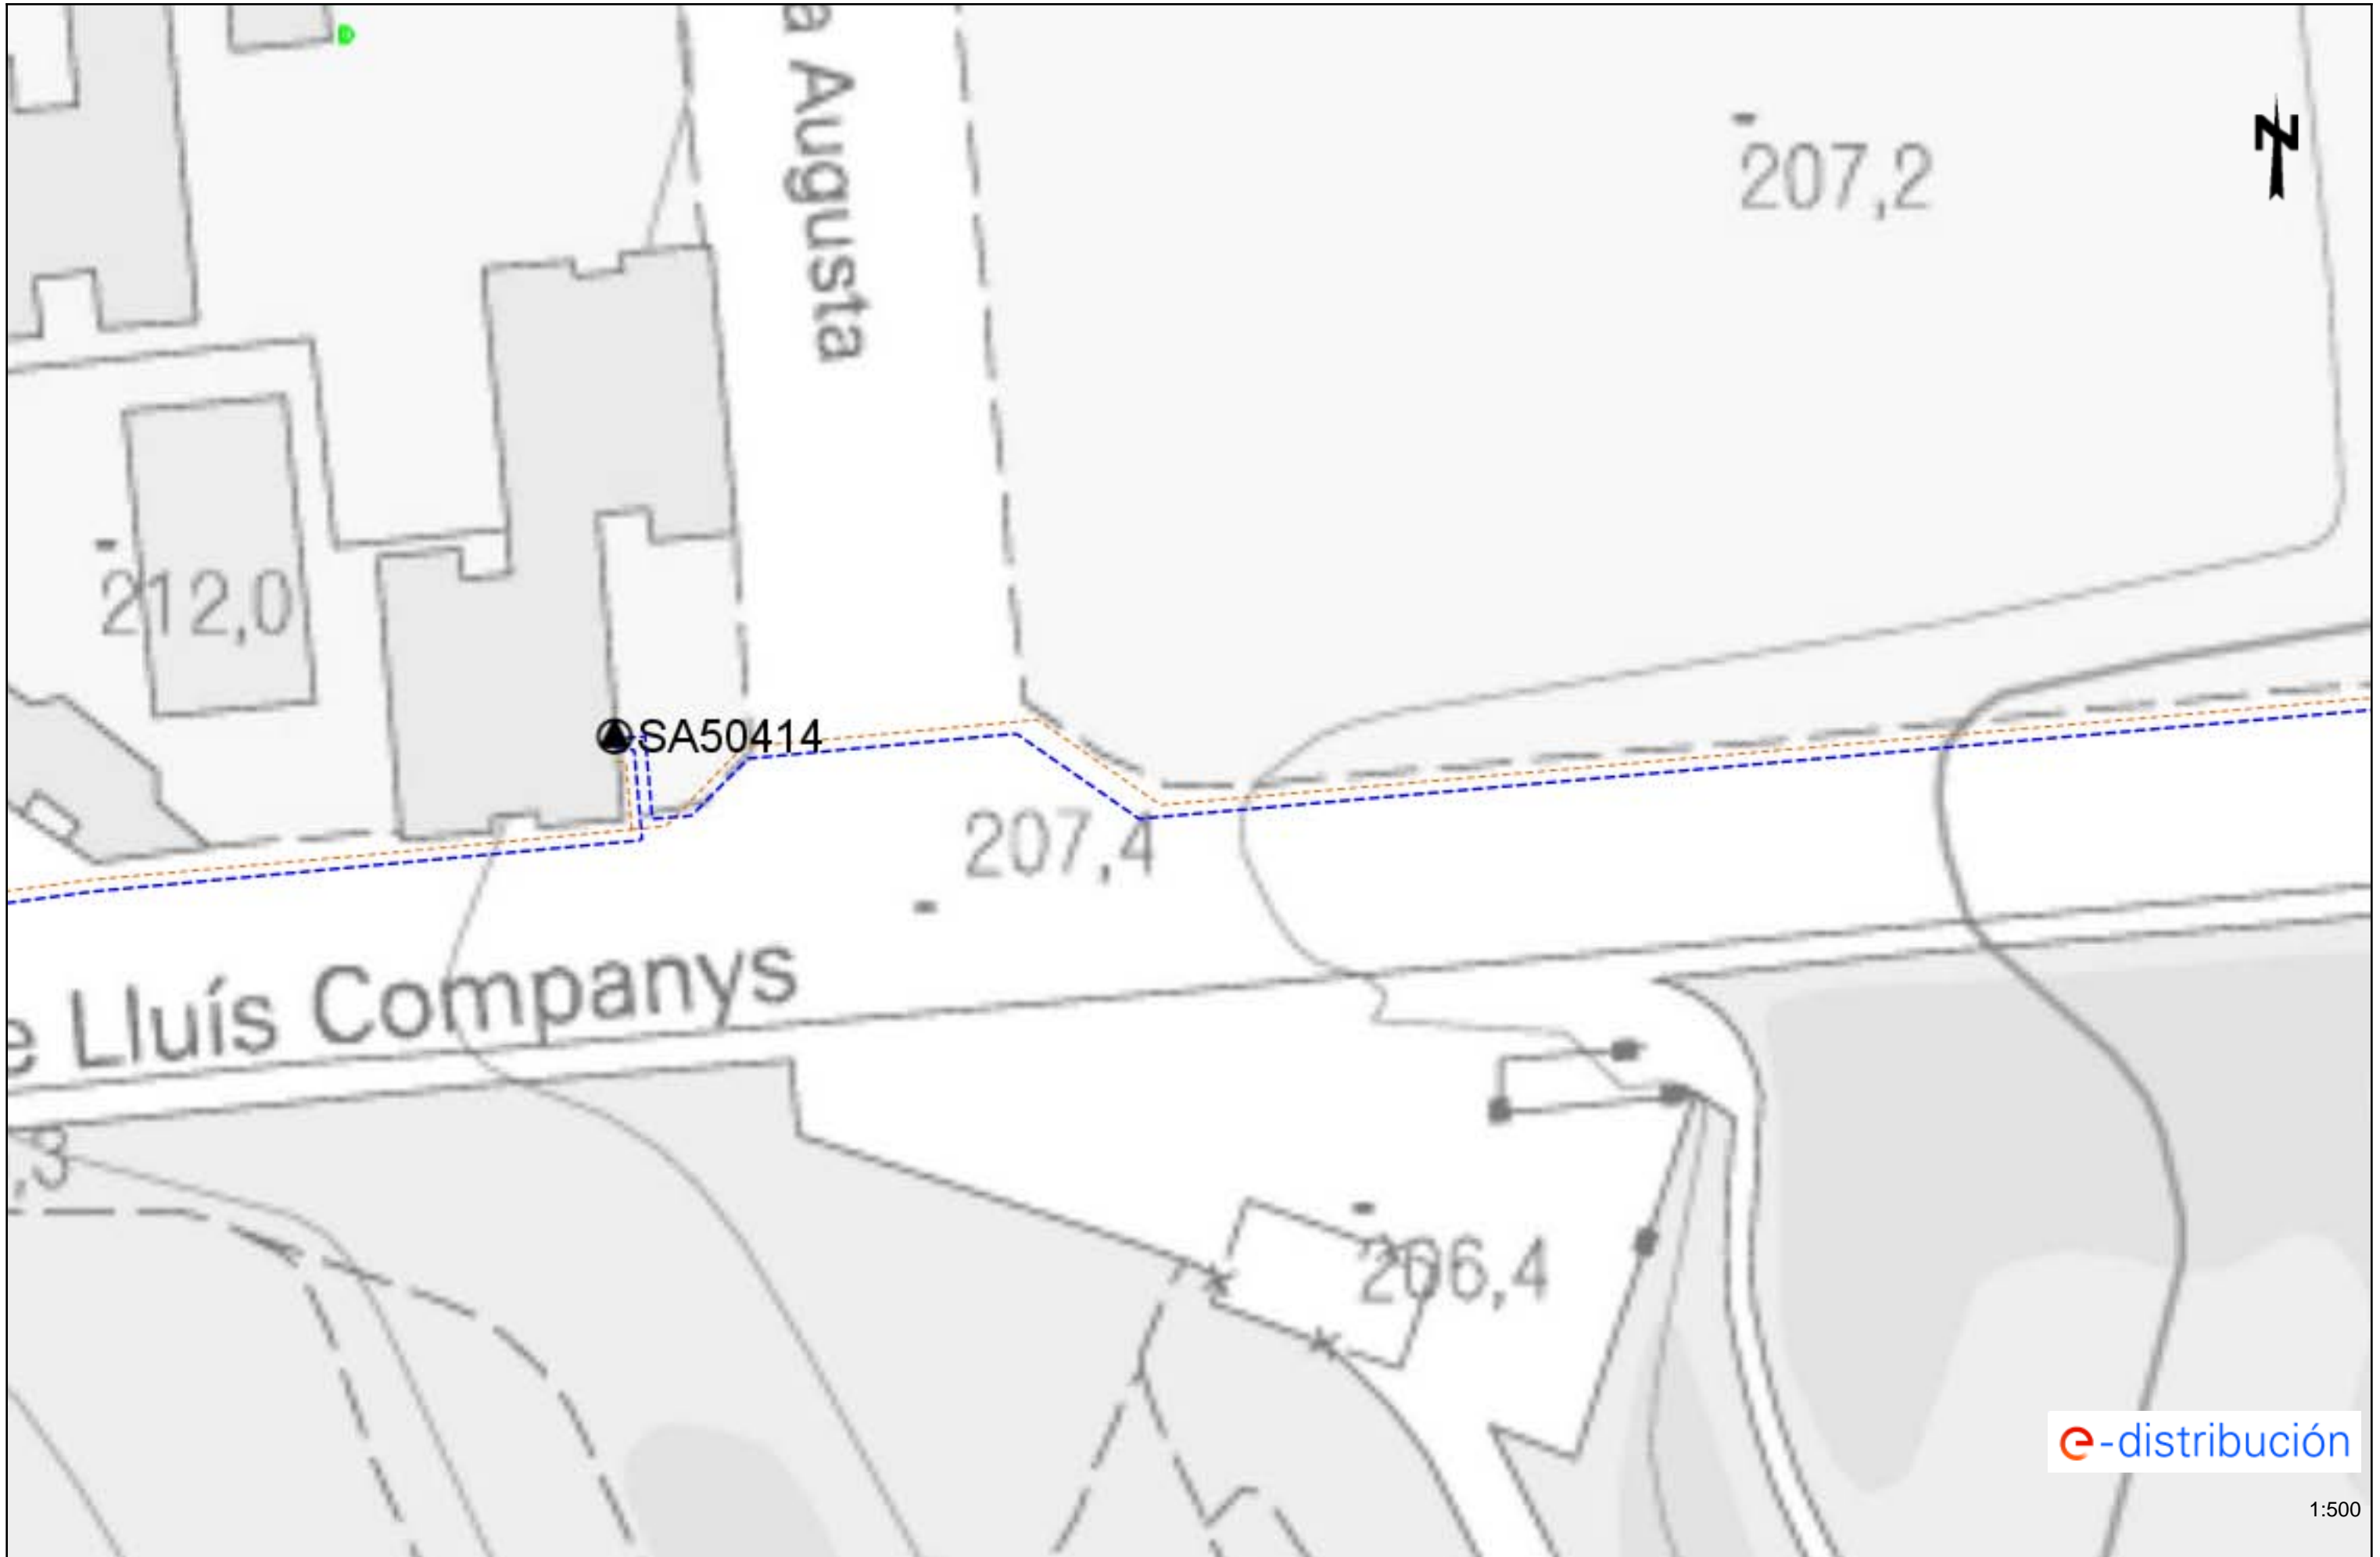 a Augusta
N
207,2
212,0
SA50414
207,4
e Lluís Companys
,3
206,4
e-distribución
1:500